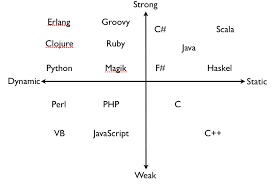 Strong
Erlang Groovy C# Scala
Clojure Ruby Java
Python Magik F# Haskel
Dynamic Static
Perl PHP C
VB JavaScript C++
Weak